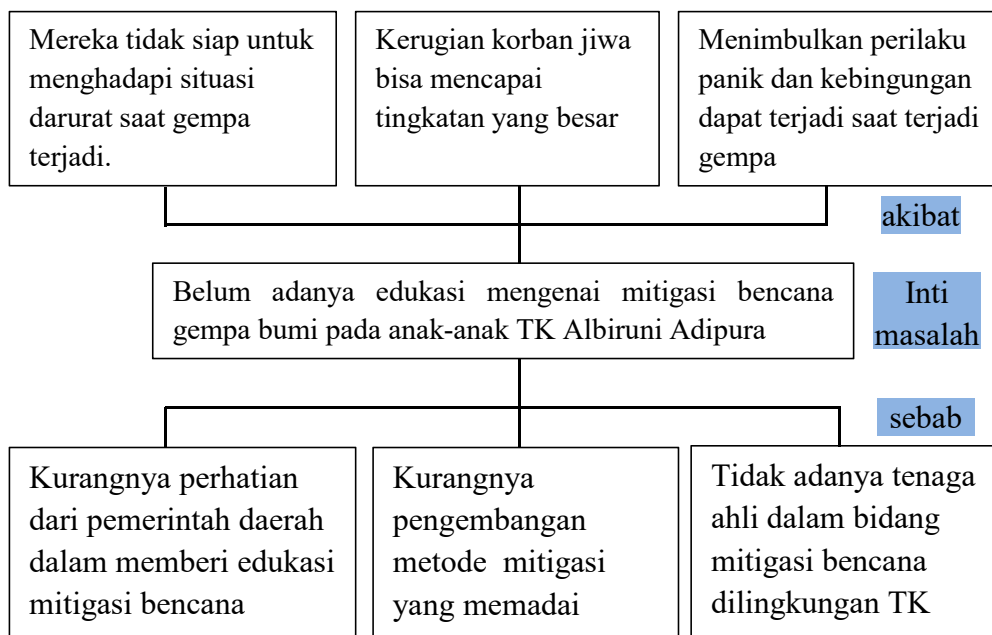 Mereka tidak siap untuk
menghadapi situasi
darurat saat gempa
terjadi.
Kerugian korban jiwa
bisa mencapai
tingkatan yang besar
Menimbulkan perilaku
panik dan kebingungan
dapat terjadi saat terjadi
gempa
akibat
Belum adanya edukasi mengenai mitigasi bencana
gempa bumi pada anak-anak TK Albiruni Adipura
Inti
masalah
sebab
Kurangnya perhatian
dari pemerintah daerah
dalam memberi edukasi
mitigasi bencana
Kurangnya
pengembangan
metode mitigasi
yang memadai
Tidak adanya tenaga
ahli dalam bidang
mitigasi bencana
dilingkungan TK